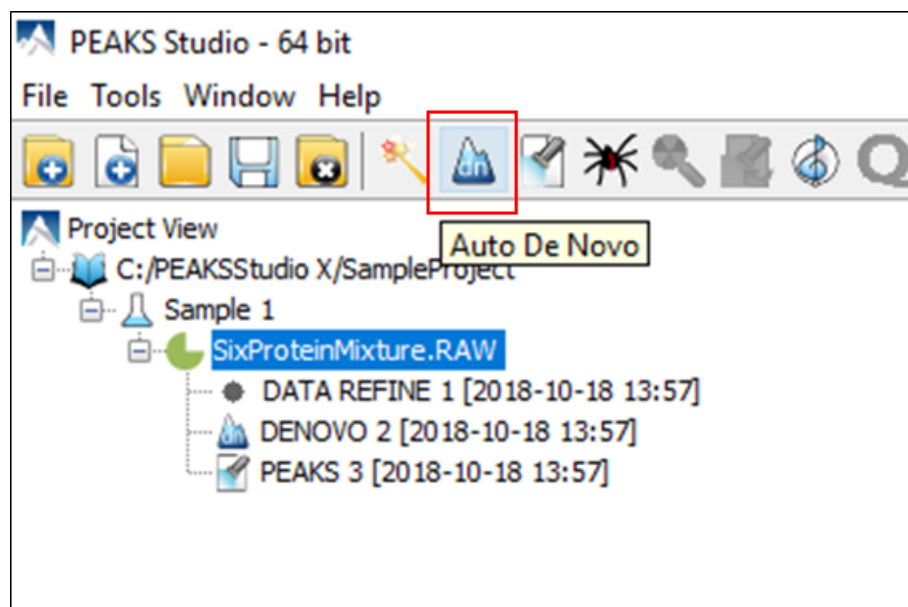 PEAKS Studio - 64 bit
File Tools Window Help
dn
Q
Project View
Auto De Novo
C:/PEAKSStudio X/SampleProject
Sample 1
SixProteinMixture.RAW
DATA REFINE 1 [2018-10-18 13:57]
dn DENOVO 2 [2018-10-18 13:57]
PEAKS 3 [2018-10-18 13:57]